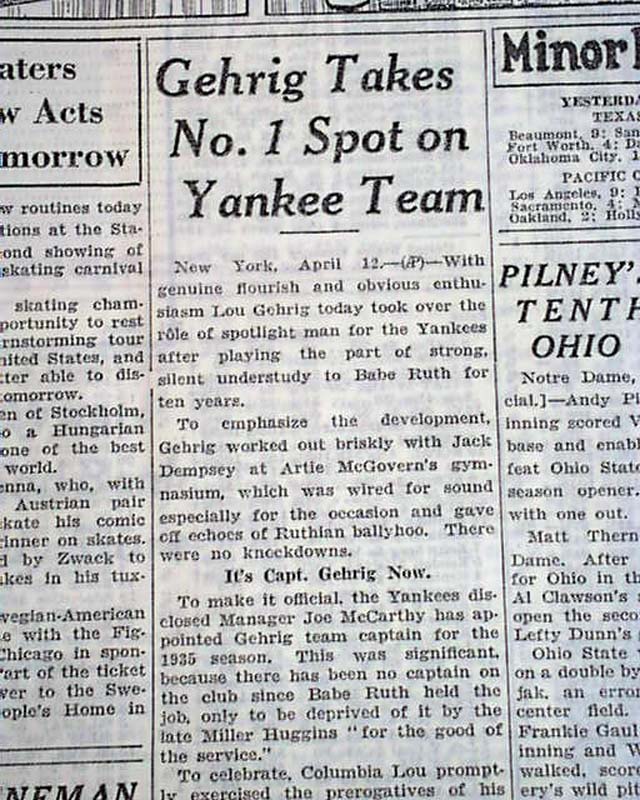 aters
w Acts
morrow
w routines today
tions at the Sta-
ond showing of
skating carnival
skating cham-
portunity to rest
rnstorming tour
nited States, and
tter able to dis-
omorrow.
en of Stockholm,
o a Hungarian
one of the best
world.
enna, who, with
Austrian pair
kate his comic
inner on skates.
d by Zwack to
kes in his tux-
wegian-American
e with the Fig-
Chicago in spon-
art of the ticket
ver to the Swe-
ople's Home in
NEMAN
Gehrig Takes
No. 1 Spot on
Yankee Team
New York, April 12.—(AP)—With
genuine flourish and obvious enthu-
siasm Lou Gehrig today took over the
rôle of spotlight man for the Yankees
after playing the part of strong,
silent understudy to Babe Ruth for
ten years.
To emphasize the development,
Gehrig worked out briskly with Jack
Dempsey at Artie McGovern's gym-
nasium, which was wired for sound
especially for the occasion and gave
off echoes of Ruthian ballyhoo. There
were no knockdowns.
It's Capt. Gehrig Now.
To make it official, the Yankees dis-
closed Manager Joe McCarthy has ap-
pointed Gehrig team captain for the
1935 season. This was significant,
because there has been no captain on
the club since Babe Ruth held the
job, only to be deprived of it by the
late Miller Huggins "for the good of
the service."
To celebrate, Columbia Lou prompt-
ly exercised the prerogatives of his
Minor
YESTERDA
TEXAS
Beaumont, 9; San
Fort Worth, 4; Da
Oklahoma City, 1
PACIFIC C
Los Angeles, 9;
Sacramento, 4;
Oakland, 2; Holl
PILNEY'
TENTH
OHIO
Notre Dame,
cial.]—Andy Pi
inning scored V
base and enabl
feat Ohio State
season opener.
with one out.
Matt Thern
Dame. After
for Ohio in th
Al Clawson's
open the seco
Lefty Dunn's
Ohio State
on a double by
jak, an error
center field.
Frankie Gaul
inning and W
walked, scor
ery's wild pi